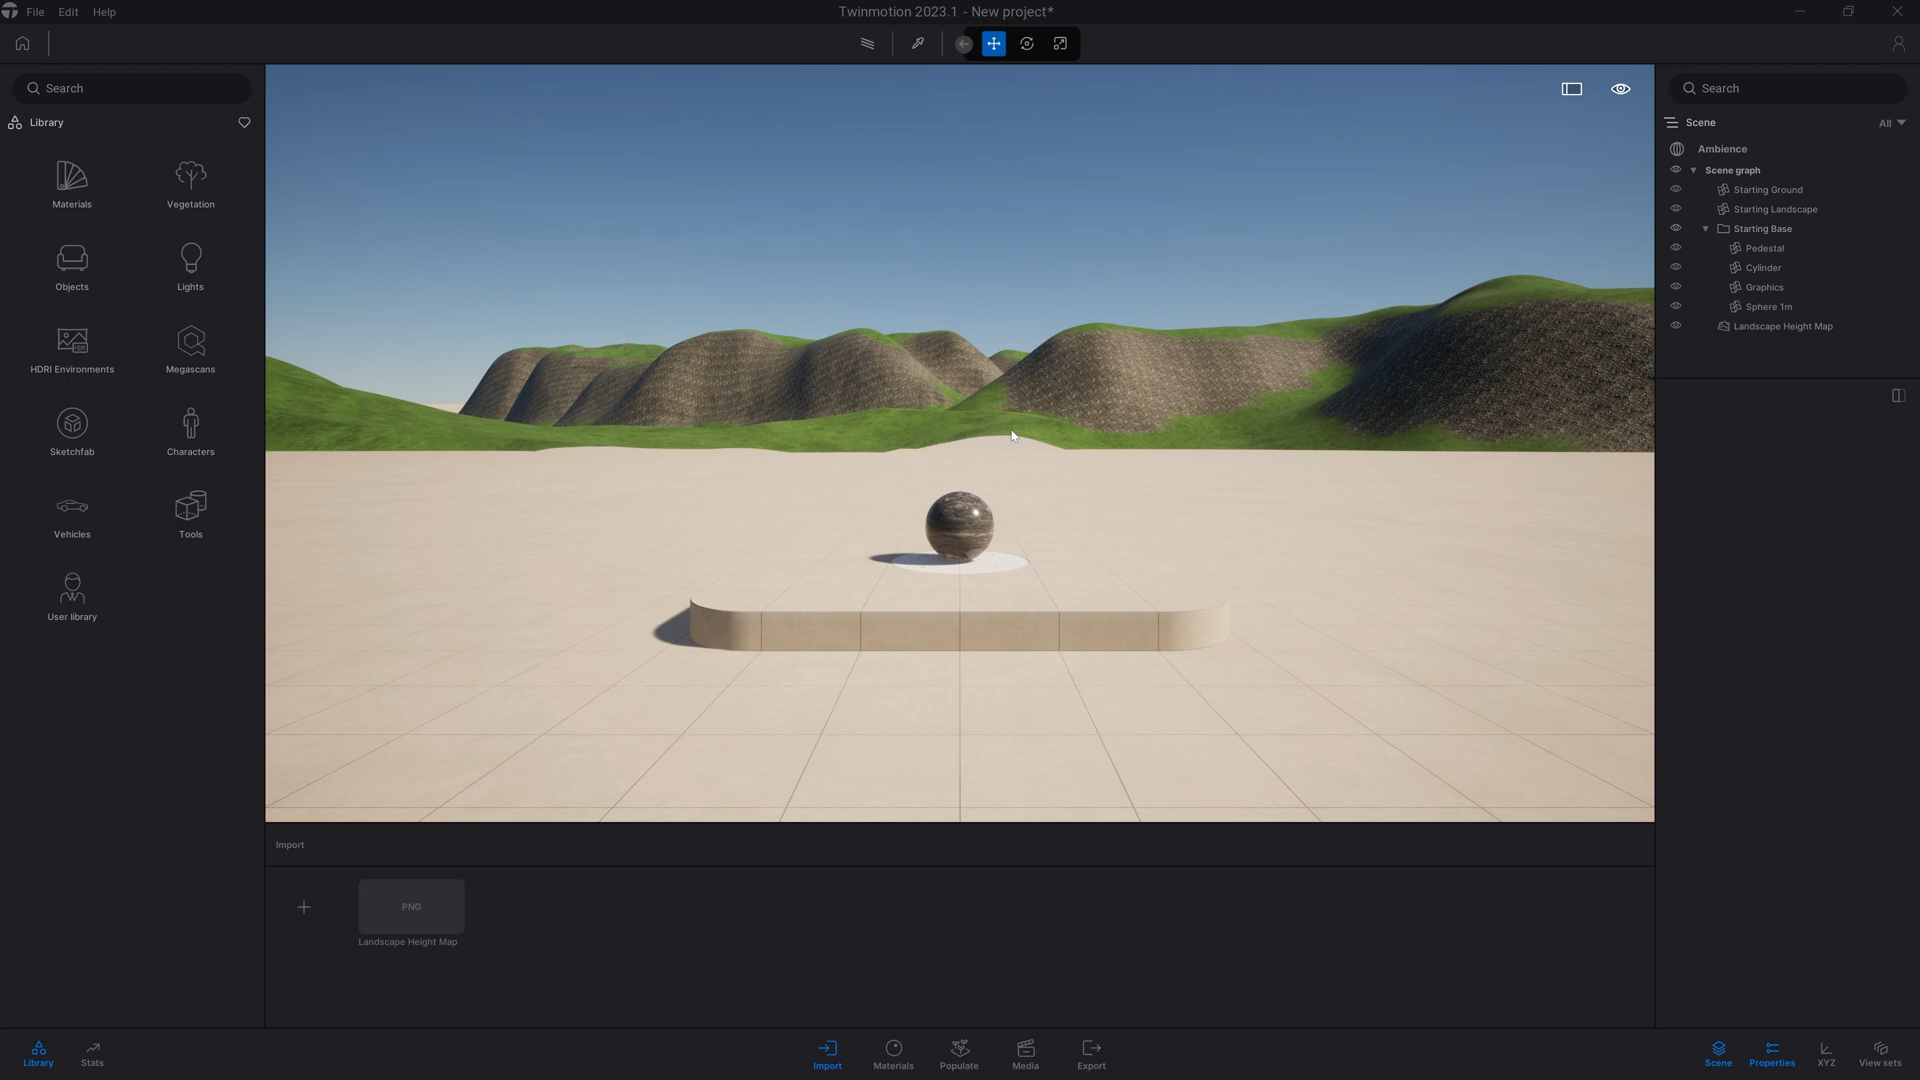 File Edit Help
Twinmotion 2023.1 - New project*
Search
Library
Materials
Vegetation
Objects
Lights
HDR
HDRI Environments
Megascans
Sketchfab
Characters
Vehicles
Tools
User library
Search
Scene
All
Ambience
Scene graph
Starting Ground
Starting Landscape
Starting Base
Pedestal
Cylinder
Graphics
Sphere 1m
Landscape Height Map
Import
PNG
Landscape Height Map
Library
Stats
Import
Materials
Populate
Media
Export
Scene
Properties
XYZ
View sets